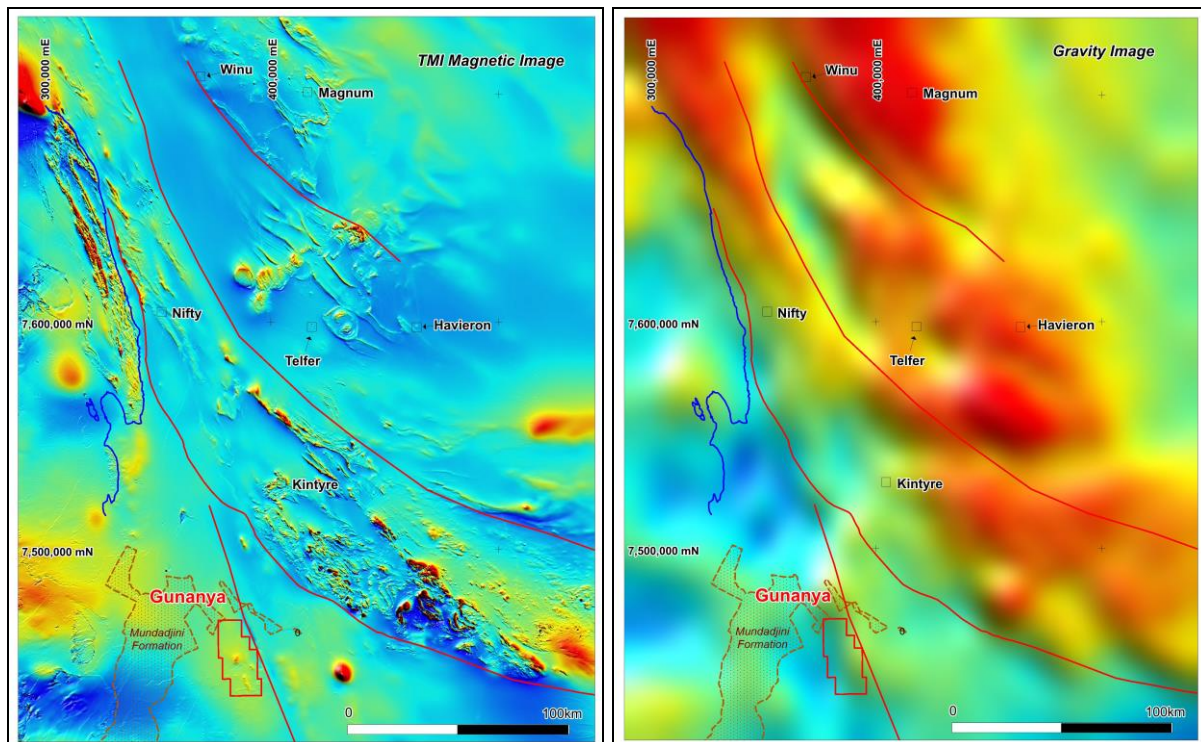 300,000 mE
400,000 mE
TMI Magnetic Image
Winu
Magnum
7,600,000 mN
Nifty
Havieron
Telfer
Kintyre
7,500,000 mN
Gunanya
Mundadjini
Formation
0
100km
300,000 mE
400,000 mE
Gravity Image
Winu
Magnum
7,600,000 mN
Nifty
Havieron
Telfer
Kintyre
7,500,000 mN
Gunanya
Mundadjini
Formation
0
100km